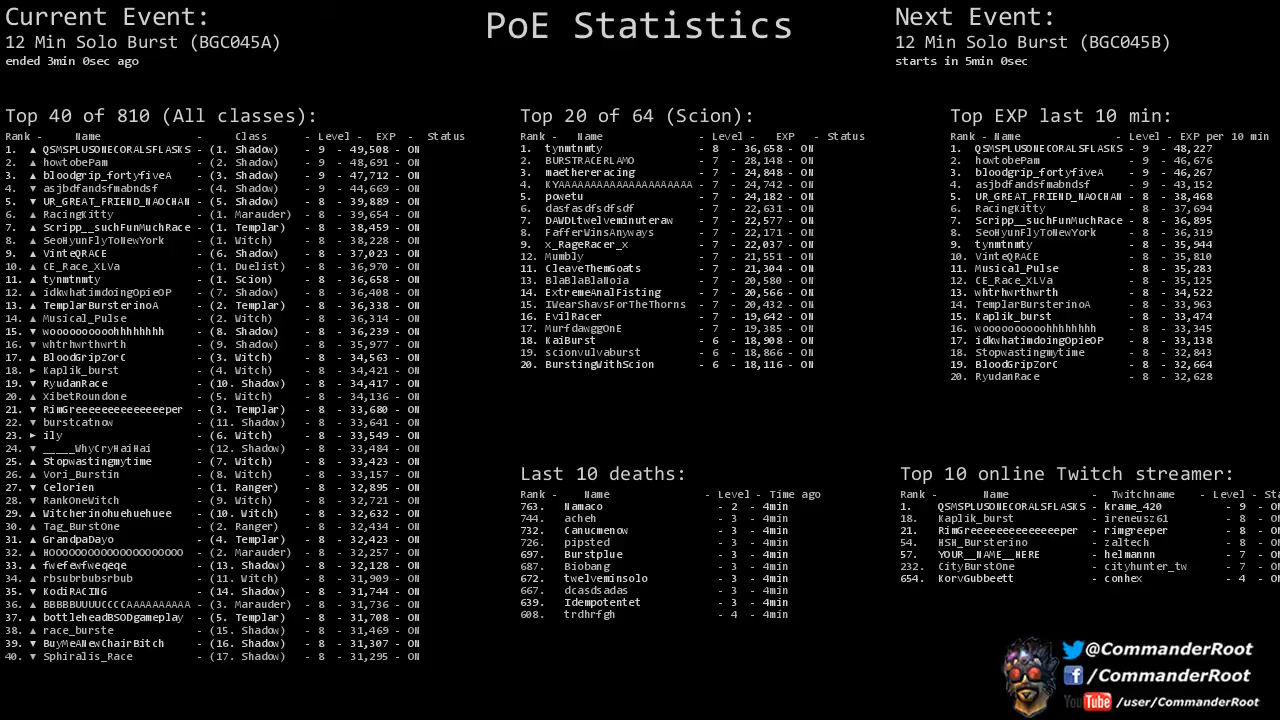 Current Event:
12 Min Solo Burst (BGC045A)
ended 3min 0sec ago
PoE Statistics
Next Event:
12 Min Solo Burst (BGC045B)
starts in 5min 0sec
Top 40 of 810 (All classes):
Rank - Name - Class - Level - EXP - Status
1. ▲ QSMSPLUSONECORALSFLASKS - (1. Shadow) - 9 - 49,508 - ON
2. ▲ howtobePam - (2. Shadow) - 9 - 48,691 - ON
3. ▲ bloodgrip_fortyfiveA - (3. Shadow) - 9 - 47,712 - ON
4. ▼ asjbdfandsfmabndsf - (4. Shadow) - 9 - 44,669 - ON
5. ▼ UR_GREAT_FRIEND_NAOCHAN - (5. Shadow) - 8 - 39,889 - ON
6. ▲ RacingKitty - (1. Marauder) - 8 - 39,654 - ON
7. ▲ Scripp__suchFunMuchRace - (1. Templar) - 8 - 38,459 - ON
8. ▲ SeoHyunFlyToNewYork - (1. Witch) - 8 - 38,228 - ON
9. ▲ VinteQRACE - (6. Shadow) - 8 - 37,023 - ON
10. ▲ CE_Race_XLVa - (1. Duelist) - 8 - 36,970 - ON
11. ▲ tynmtnmty - (1. Scion) - 8 - 36,658 - ON
12. ▲ idkwhatimdoingOpieOP - (7. Shadow) - 8 - 36,408 - ON
13. ▲ TemplarBursterinoA - (2. Templar) - 8 - 36,338 - ON
14. ▲ Musical_Pulse - (2. Witch) - 8 - 36,314 - ON
15. ▼ woooooooooohhhhhhhh - (8. Shadow) - 8 - 36,239 - ON
16. ▼ whtrhwrthwrth - (9. Shadow) - 8 - 35,977 - ON
17. ▲ BloodGripZorC - (3. Witch) - 8 - 34,563 - ON
18. ► Kaplik_burst - (4. Witch) - 8 - 34,421 - ON
19. ▼ RyudanRace - (10. Shadow) - 8 - 34,417 - ON
20. ▲ XibetRoundone - (5. Witch) - 8 - 34,136 - ON
21. ▼ RimGreeeeeeeeeeeeeeper - (3. Templar) - 8 - 33,680 - ON
22. ▼ burstcatnow - (11. Shadow) - 8 - 33,641 - ON
23. ► ily - (6. Witch) - 8 - 33,549 - ON
24. ▼ _____WhyCryHaiHai - (12. Shadow) - 8 - 33,484 - ON
25. ▲ Stopwastingmytime - (7. Witch) - 8 - 33,423 - ON
26. ▲ Vori_Burstin - (8. Witch) - 8 - 33,157 - ON
27. ▼ Celorien - (1. Ranger) - 8 - 32,895 - ON
28. ▼ RankOneWitch - (9. Witch) - 8 - 32,721 - ON
29. ▲ Witcherinohuehuehuehuee - (10. Witch) - 8 - 32,632 - ON
30. ▲ Tag_BurstOne - (2. Ranger) - 8 - 32,434 - ON
31. ▲ GrandpaDayo - (4. Templar) - 8 - 32,423 - ON
32. ▲ HOOOOOOOOOOOOOOOOOOOOOO - (2. Marauder) - 8 - 32,257 - ON
33. ▲ fwefewfweqeqe - (13. Shadow) - 8 - 32,128 - ON
34. ▲ rbsubrbubsrbub - (11. Witch) - 8 - 31,909 - ON
35. ▼ KodiRACING - (14. Shadow) - 8 - 31,744 - ON
36. ▲ BBBBBUUUUCCCCAAAAAAAAAA - (3. Marauder) - 8 - 31,736 - ON
37. ▲ bottleheadBSODgameplay - (5. Templar) - 8 - 31,708 - ON
38. ▲ race_burste - (15. Shadow) - 8 - 31,469 - ON
39. ▼ BuyMeANewChairBitch - (16. Shadow) - 8 - 31,307 - ON
40. ▼ Sphiralis_Race - (17. Shadow) - 8 - 31,295 - ON
Top 20 of 64 (Scion):
Rank - Name - Level - EXP - Status
1. tynmtnmty - 8 - 36,658 - ON
2. BURSTRACERLAMO - 7 - 28,148 - ON
3. maethereracing - 7 - 24,848 - ON
4. KYAAAAAAAAAAAAAAAAAAAAA - 7 - 24,742 - ON
5. powetu - 7 - 24,182 - ON
6. dasfasdfsdfsdf - 7 - 22,631 - ON
7. DAWDLtwelveminuteraw - 7 - 22,577 - ON
8. FafferWinsAnyways - 7 - 22,171 - ON
9. x_RageRacer_x - 7 - 22,037 - ON
12. Mumbly - 7 - 21,551 - ON
11. CleaveThemGoats - 7 - 21,304 - ON
13. BlaBlaBlaNoia - 7 - 20,580 - ON
14. ExtremeAnalFisting - 7 - 20,566 - ON
15. IWearShavsForTheThorns - 7 - 20,432 - ON
16. EvilRacer - 7 - 19,642 - ON
17. MurfdawggOnE - 7 - 19,385 - ON
18. KaiBurst - 6 - 18,908 - ON
19. scionvulvaburst - 6 - 18,866 - ON
20. BurstingWithScion - 6 - 18,116 - ON
Top EXP last 10 min:
Rank - Name - Level - EXP per 10 min
1. QSMSPLUSONECORALSFLASKS - 9 - 48,227
2. howtobePam - 9 - 46,676
3. bloodgrip_fortyfiveA - 9 - 46,267
4. asjbdfandsfmabndsf - 9 - 43,152
5. UR_GREAT_FRIEND_NAOCHAN - 8 - 38,468
6. RacingKitty - 8 - 37,694
7. Scripp__suchFunMuchRace - 8 - 36,895
8. SeoHyunFlyToNewYork - 8 - 36,319
9. tynmtnmty - 8 - 35,944
10. VinteQRACE - 8 - 35,810
11. Musical_Pulse - 8 - 35,283
12. CE_Race_XLVa - 8 - 35,125
13. whtrhwrthwrth - 8 - 34,522
14. TemplarBursterinoA - 8 - 33,963
15. Kaplik_burst - 8 - 33,474
16. woooooooooohhhhhhhh - 8 - 33,345
17. idkwhatimdoingOpieOP - 8 - 33,138
18. Stopwastingmytime - 8 - 32,843
19. BloodGripZorC - 8 - 32,664
20. RyudanRace - 8 - 32,628
Last 10 deaths:
Rank - Name - Level - Time ago
763. Namaco - 2 - 4min
744. acheh - 3 - 4min
732. Canucmenow - 3 - 4min
726. pipsted - 3 - 4min
697. Burstplue - 3 - 4min
687. Biobang - 3 - 4min
672. twelveminsolo - 3 - 4min
667. dcasdsadas - 3 - 4min
639. Idempotentet - 3 - 4min
608. trdhrfgh - 4 - 4min
Top 10 online Twitch streamer:
Rank - Name - Twitchname - Level - Sta
1. QSMSPLUSONECORALSFLASKS - krame_420 - 9 - ON
18. Kaplik_burst - ireneusz61 - 8 - ON
21. RimGreeteeeeeeeeeeeper - rimgreeper - 8 - ON
54. HSH_Bursterino - zaltech - 8 - ON
57. YOUR__NAME__HERE - helmannn - 7 - ON
232. CityBurstOne - cityhunter_tw - 7 - ON
654. KorvGubbeett - conhex - 4 - ON
@CommanderRoot
/CommanderRoot
YouTube /user/CommanderRoot